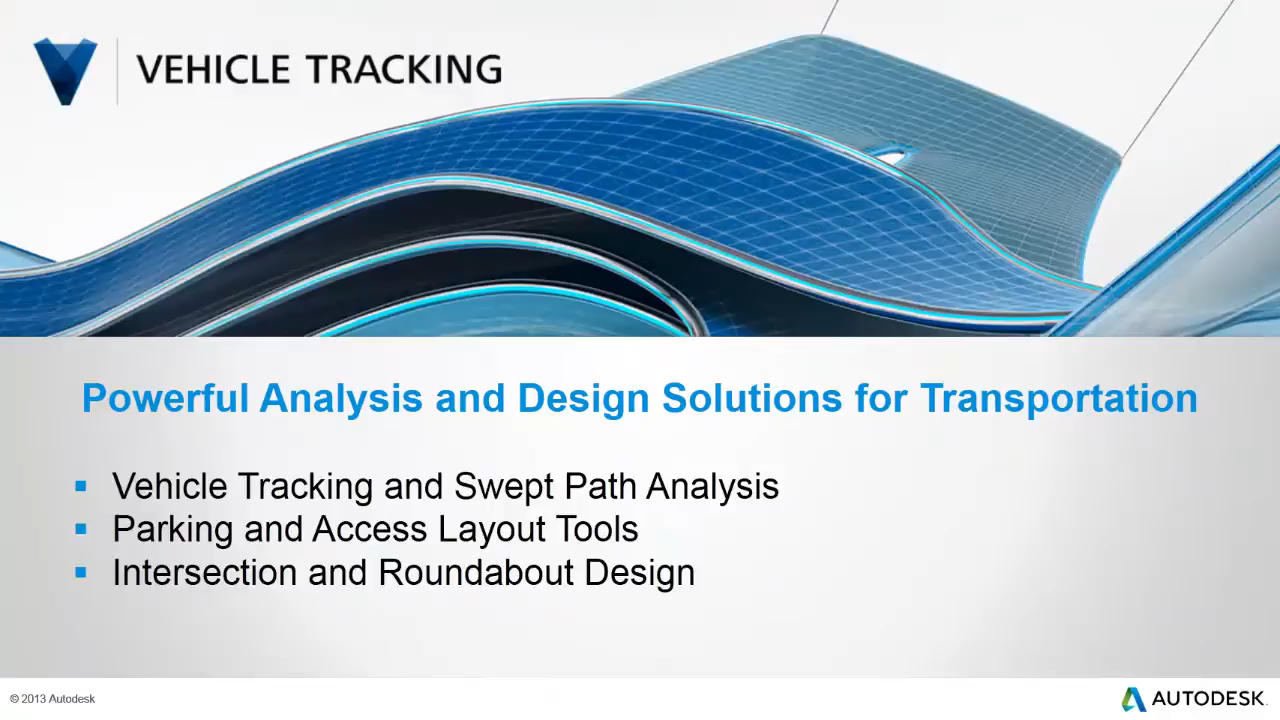 VEHICLE TRACKING
Powerful Analysis and Design Solutions for Transportation
▪ Vehicle Tracking and Swept Path Analysis
▪ Parking and Access Layout Tools
▪ Intersection and Roundabout Design
© 2013 Autodesk
AUTODESK.